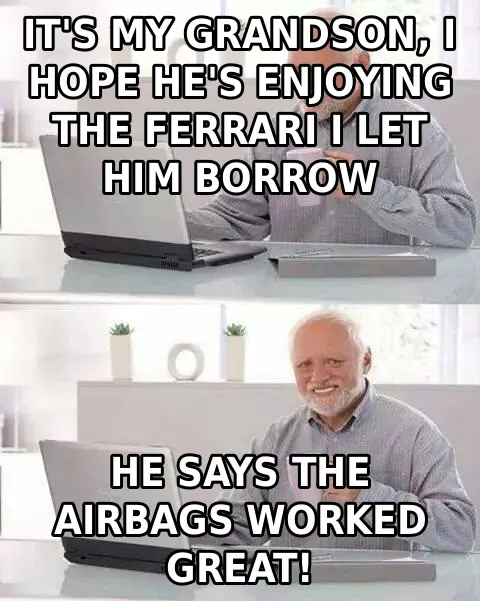 IT'S MY GRANDSON, I
HOPE HE'S ENJOYING
THE FERRARI I LET
HIM BORROW
HE SAYS THE
AIRBAGS WORKED
GREAT!